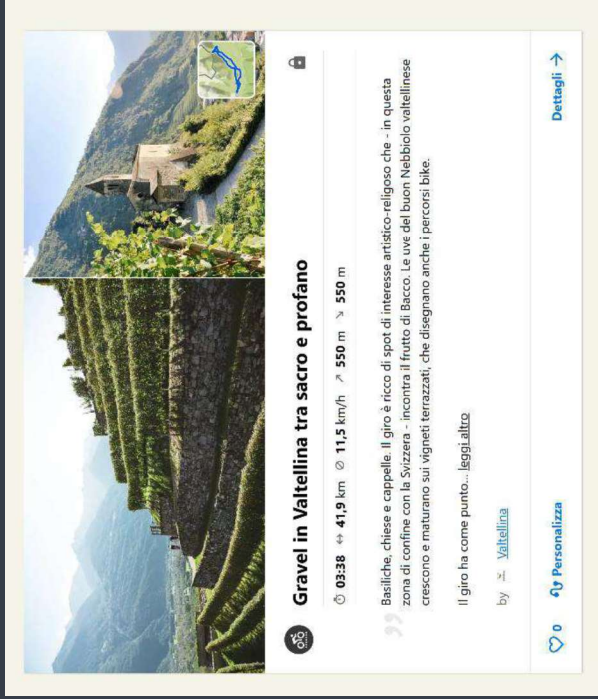 Gravel in Valtellina tra sacro e profano
03:38 ↔ 41,9 km ⌀ 11,5 km/h ↗ 550 m ↘ 550 m
Basiliche, chiese e cappelle. Il giro è ricco di spot di interesse artistico-religoso che - in questa
zona di confine con la Svizzera - incontra il frutto di Bacco. Le uve del buon Nebbiolo valtellinese
crescono e maturano sui vigneti terrazzati, che disegnano anche i percorsi bike.
Il giro ha come punto... leggi altro
by Valtellina
0 Personalizza Dettagli →